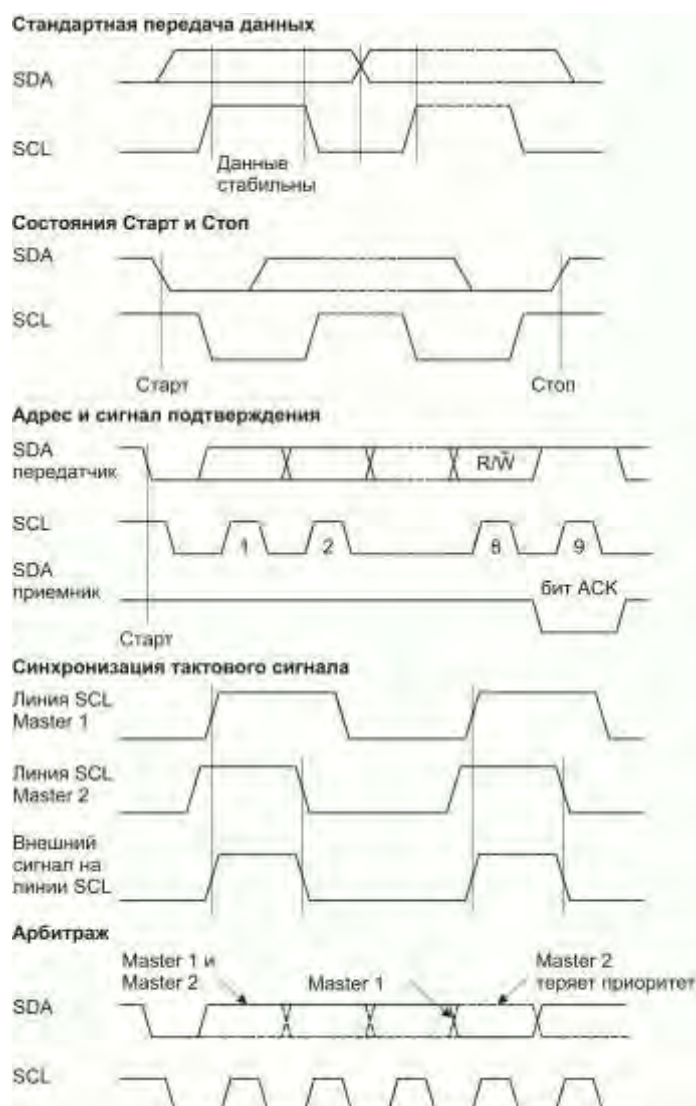 Стандартная передача данных
SDA
SCL
Данные
стабильны
Состояния Старт и Стоп
SDA
SCL
Старт
Стоп
Адрес и сигнал подтверждения
SDA
передатчик
R/W̄
SCL
1
2
8
9
SDA
приемник
бит ACK
Старт
Синхронизация тактового сигнала
Линия SCL
Master 1
Линия SCL
Master 2
Внешний
сигнал на
линии SCL
Арбитраж
Master 1 и
Master 2
Master 1
Master 2
теряет приоритет
SDA
SCL